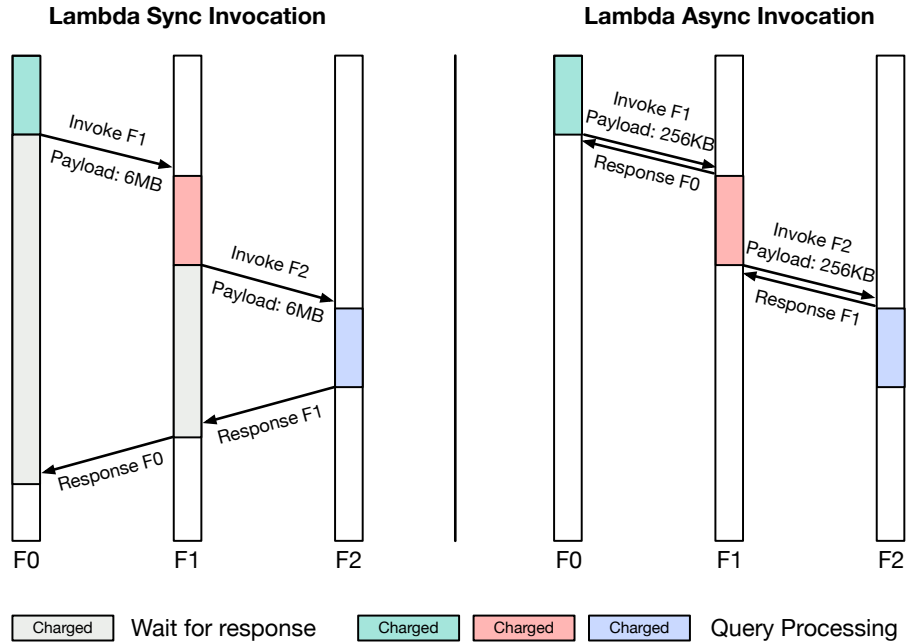 Lambda Sync Invocation
Invoke F1
Payload: 6MB
Invoke F2
Payload: 6MB
Response F1
Response F0
F0
F1
F2
Lambda Async Invocation
Invoke F1
Payload: 256KB
Response F0
Invoke F2
Payload: 256KB
Response F1
F0
F1
F2
Charged
Wait for response
Charged
Charged
Charged
Query Processing